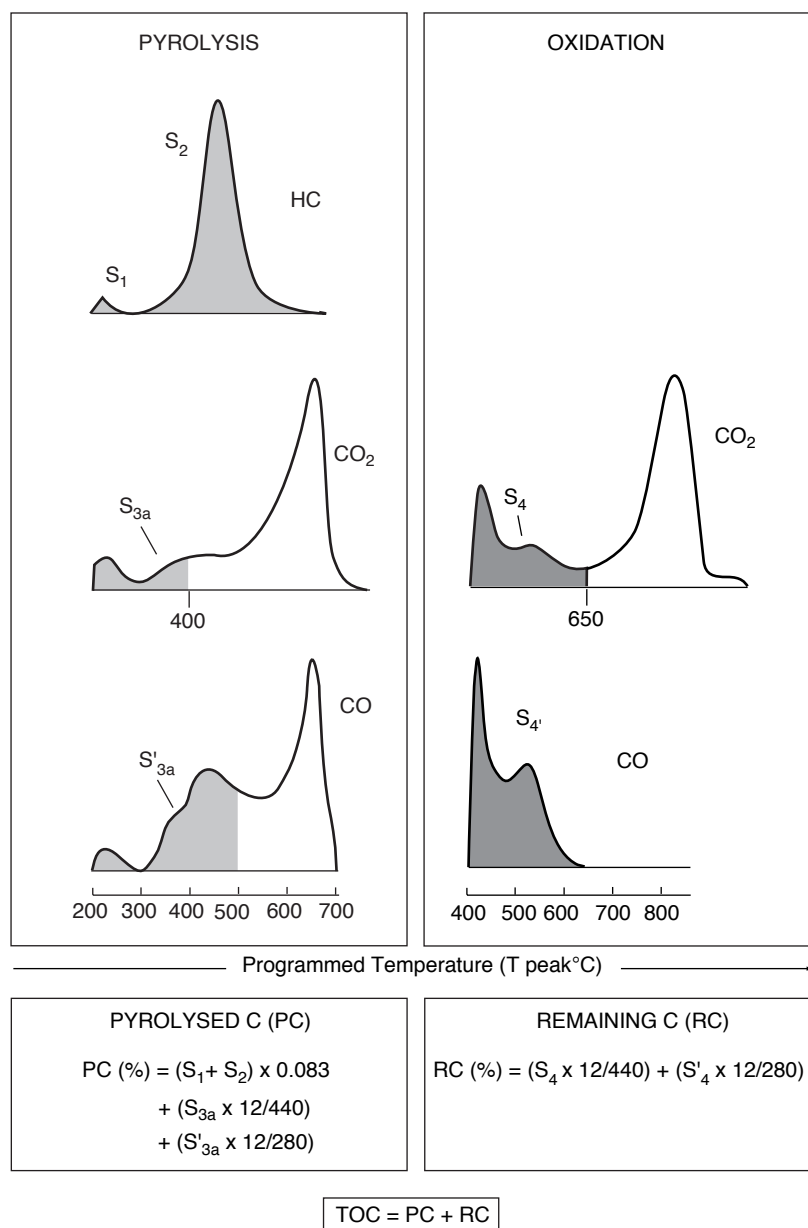 PYROLYSIS
S2
HC
S1
CO2
S3a
400
CO
S'3a
200 300 400 500 600 700
OXIDATION
CO2
S4
650
S4'
CO
400 500 600 700 800
Programmed Temperature (T peak°C)
PYROLYSED C (PC)
PC (%) = (S1+ S2) x 0.083
+ (S3a x 12/440)
+ (S'3a x 12/280)
REMAINING C (RC)
RC (%) = (S4 x 12/440) + (S'4 x 12/280)
TOC = PC + RC